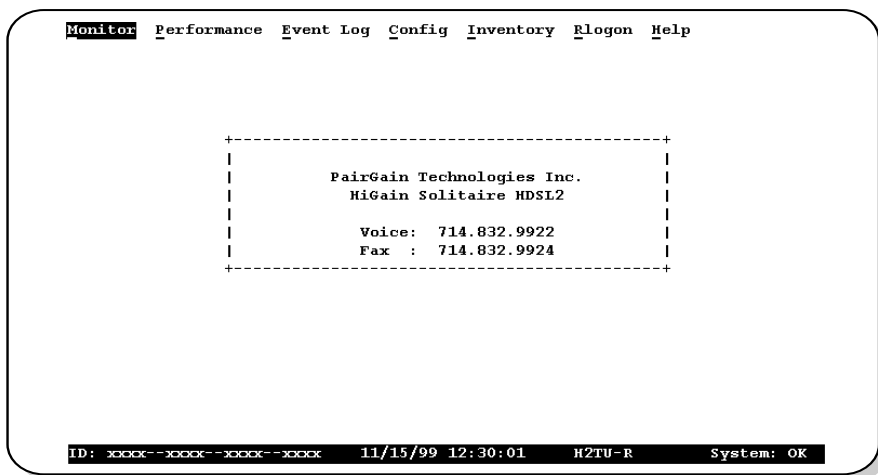 Monitor Performance Event Log Config Inventory Rlogon Help
PairGain Technologies Inc.
HiGain Solitaire HDSL2
Voice: 714.832.9922
Fax : 714.832.9924
ID: xxxx--xxxx--xxxx--xxxx 11/15/99 12:30:01 H2TU-R System: OK